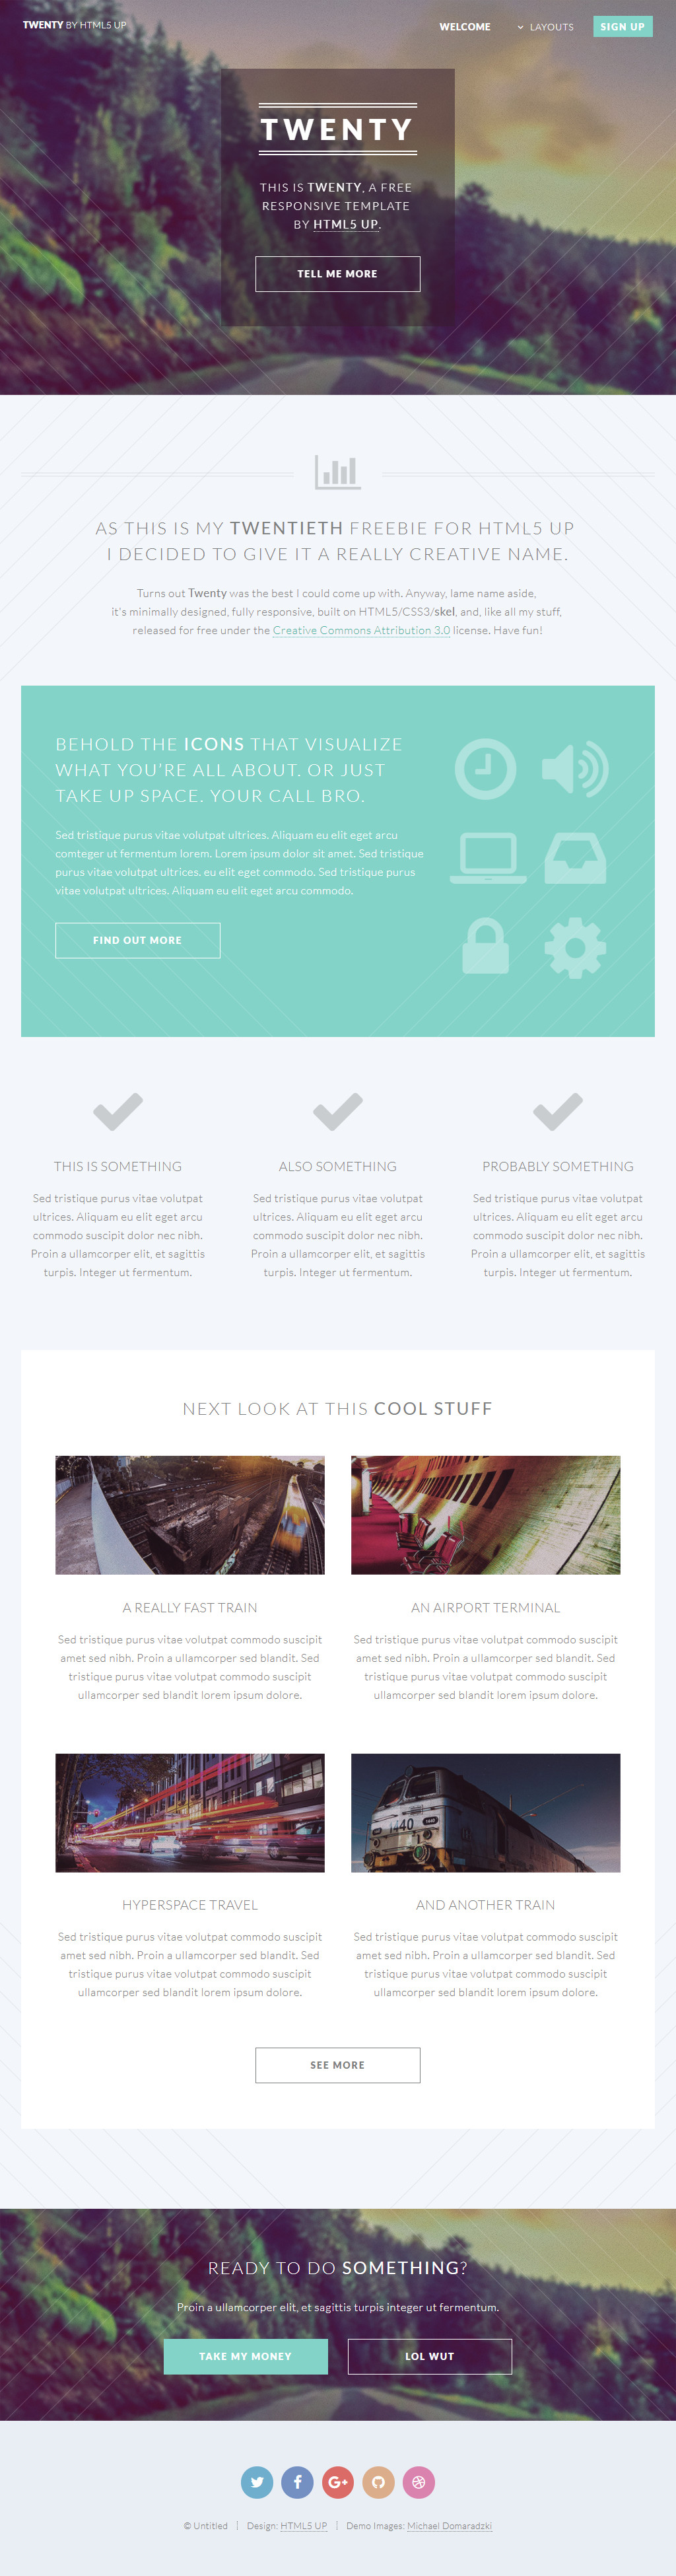 TWENTY BY HTML5 UP
WELCOME
LAYOUTS
SIGN UP
TWENTY
THIS IS TWENTY, A FREE
RESPONSIVE TEMPLATE
BY HTML5 UP.
TELL ME MORE
AS THIS IS MY TWENTIETH FREEBIE FOR HTML5 UP
I DECIDED TO GIVE IT A REALLY CREATIVE NAME.
Turns out Twenty was the best I could come up with. Anyway, lame name aside,
it's minimally designed, fully responsive, built on HTML5/CSS3/skel, and, like all my stuff,
released for free under the Creative Commons Attribution 3.0 license. Have fun!
BEHOLD THE ICONS THAT VISUALIZE
WHAT YOU'RE ALL ABOUT. OR JUST
TAKE UP SPACE. YOUR CALL BRO.
Sed tristique purus vitae volutpat ultrices. Aliquam eu elit eget arcu
comteger ut fermentum lorem. Lorem ipsum dolor sit amet. Sed tristique
purus vitae volutpat ultrices. eu elit eget commodo. Sed tristique purus
vitae volutpat ultrices. Aliquam eu elit eget arcu commodo.
FIND OUT MORE
THIS IS SOMETHING
Sed tristique purus vitae volutpat
ultrices. Aliquam eu elit eget arcu
commodo suscipit dolor nec nibh.
Proin a ullamcorper elit, et sagittis
turpis. Integer ut fermentum.
ALSO SOMETHING
Sed tristique purus vitae volutpat
ultrices. Aliquam eu elit eget arcu
commodo suscipit dolor nec nibh.
Proin a ullamcorper elit, et sagittis
turpis. Integer ut fermentum.
PROBABLY SOMETHING
Sed tristique purus vitae volutpat
ultrices. Aliquam eu elit eget arcu
commodo suscipit dolor nec nibh.
Proin a ullamcorper elit, et sagittis
turpis. Integer ut fermentum.
NEXT LOOK AT THIS COOL STUFF
A REALLY FAST TRAIN
Sed tristique purus vitae volutpat commodo suscipit
amet sed nibh. Proin a ullamcorper sed blandit. Sed
tristique purus vitae volutpat commodo suscipit
ullamcorper sed blandit lorem ipsum dolore.
AN AIRPORT TERMINAL
Sed tristique purus vitae volutpat commodo suscipit
amet sed nibh. Proin a ullamcorper sed blandit. Sed
tristique purus vitae volutpat commodo suscipit
ullamcorper sed blandit lorem ipsum dolore.
1440
HYPERSPACE TRAVEL
Sed tristique purus vitae volutpat commodo suscipit
amet sed nibh. Proin a ullamcorper sed blandit. Sed
tristique purus vitae volutpat commodo suscipit
ullamcorper sed blandit lorem ipsum dolore.
AND ANOTHER TRAIN
Sed tristique purus vitae volutpat commodo suscipit
amet sed nibh. Proin a ullamcorper sed blandit. Sed
tristique purus vitae volutpat commodo suscipit
ullamcorper sed blandit lorem ipsum dolore.
SEE MORE
READY TO DO SOMETHING?
Proin a ullamcorper elit, et sagittis turpis integer ut fermentum.
TAKE MY MONEY
LOL WUT
© Untitled
Design: HTML5 UP
Demo Images: Michael Domaradzki